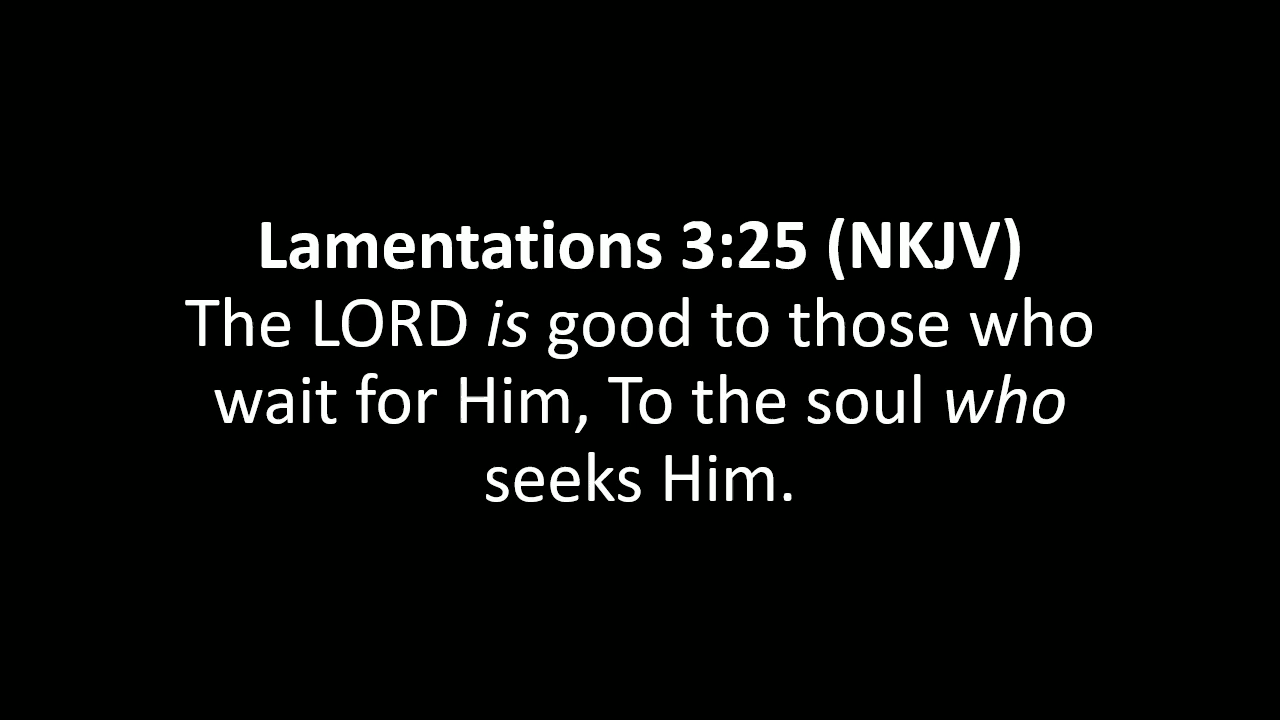 Lamentations 3:25 (NKJV)
The LORD is good to those who
wait for Him, To the soul who
seeks Him.